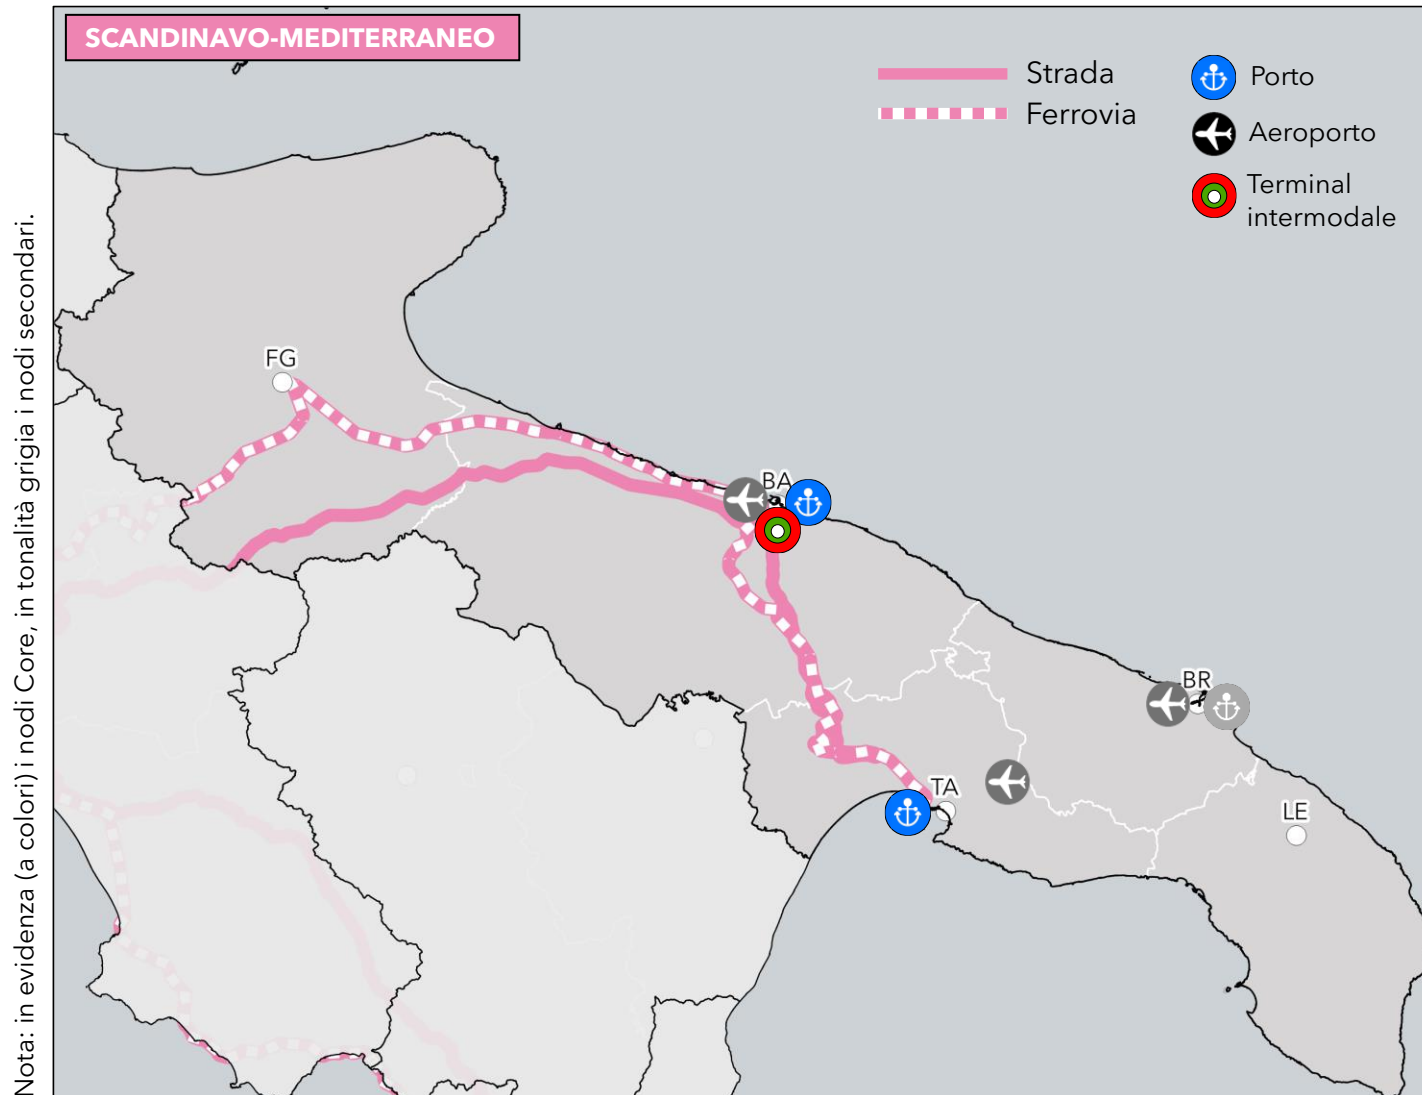 SCANDINAVO-MEDITERRANEO
Strada
Ferrovia
Porto
Aeroporto
Terminal
intermodale
FG
BA
BR
TA
LE
Nota: in evidenza (a colori) i nodi Core, in tonalità grigia i nodi secondari.